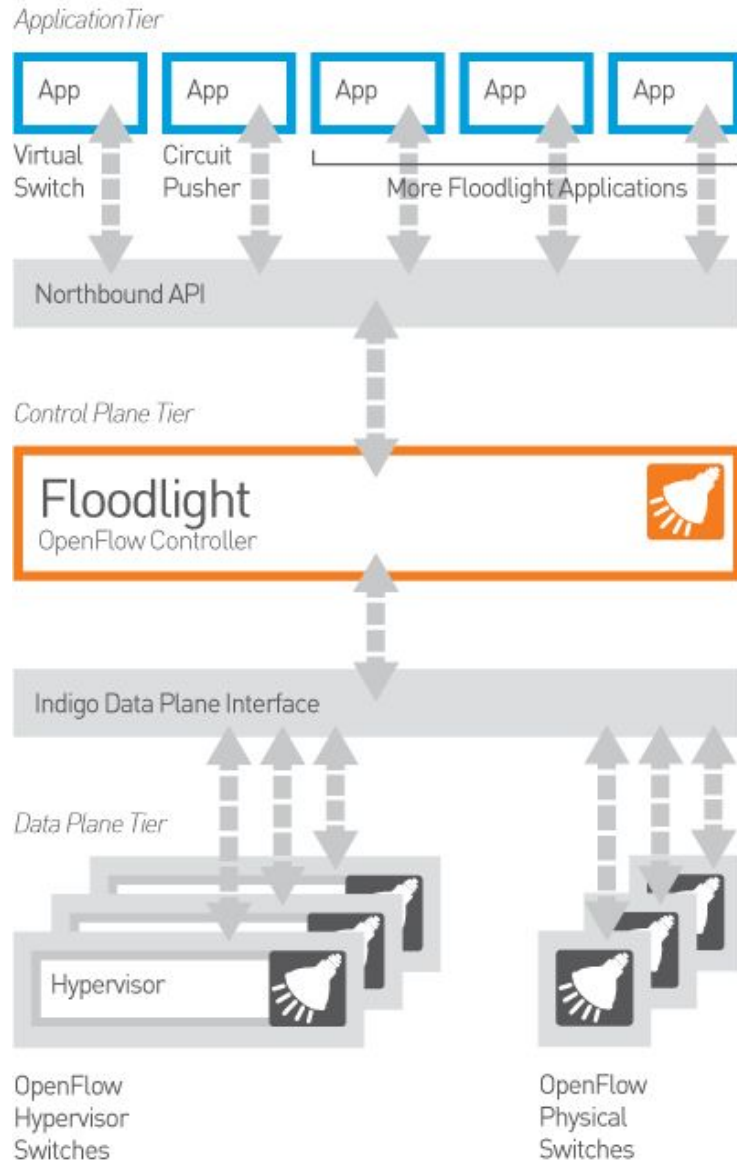 ApplicationTier
App
App
App
App
App
Virtual
Switch
Circuit
Pusher
More Floodlight Applications
Northbound API
Control Plane Tier
Floodlight
OpenFlow Controller
Indigo Data Plane Interface
Data Plane Tier
Hypervisor
OpenFlow
Hypervisor
Switches
OpenFlow
Physical
Switches